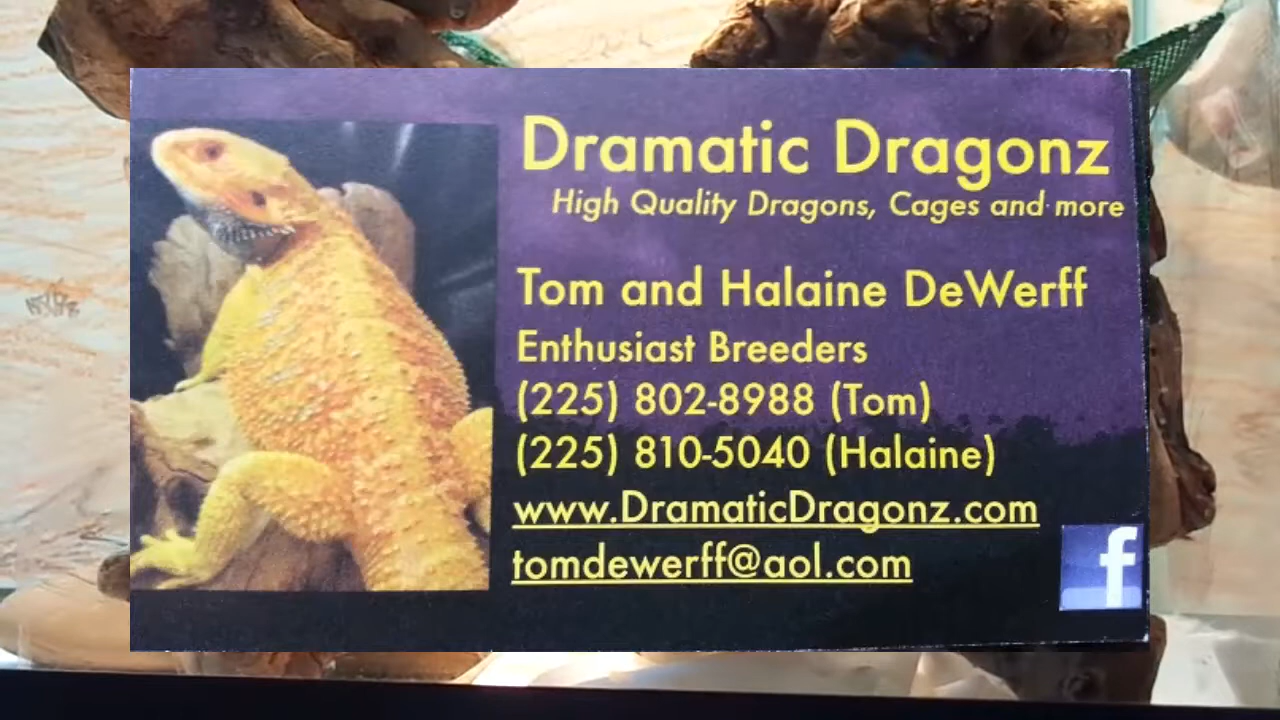 Dramatic Dragonz
High Quality Dragons, Cages and more
Tom and Halaine DeWerff
Enthusiast Breeders
(225) 802-8988 (Tom)
(225) 810-5040 (Halaine)
www.DramaticDragonz.com
tomdewerff@aol.com
f